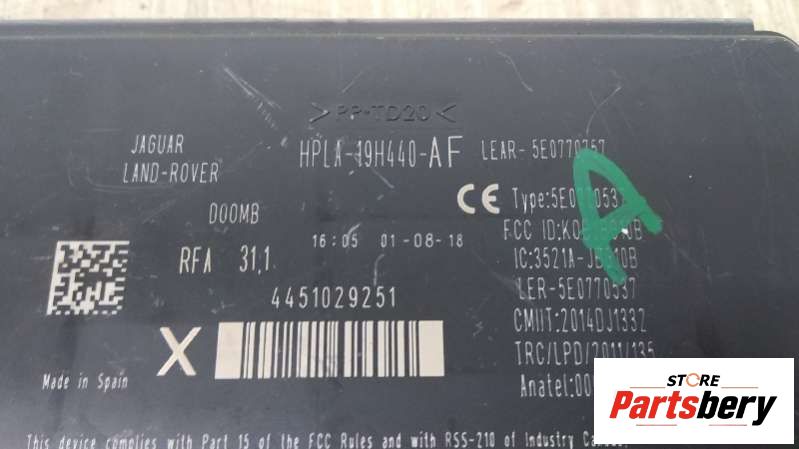 >PP-TD20<
JAGUAR
LAND-ROVER
HPLA-19H440-AF
LEAR-5E0770757
D00MB
RFA 31,1
16:05 01-08-18
4451029251
CE Type:5E0770537
FCC ID:
IC:3521A-
LER-5E0770537
CMIIT:2014DJ1332
TRC/LPD/2011/135
Anatel:
X
Made in Spain
This device complies with Part 15 of the FCC Rules and with RSS-210 of Industry
A
STORE
Partsbery